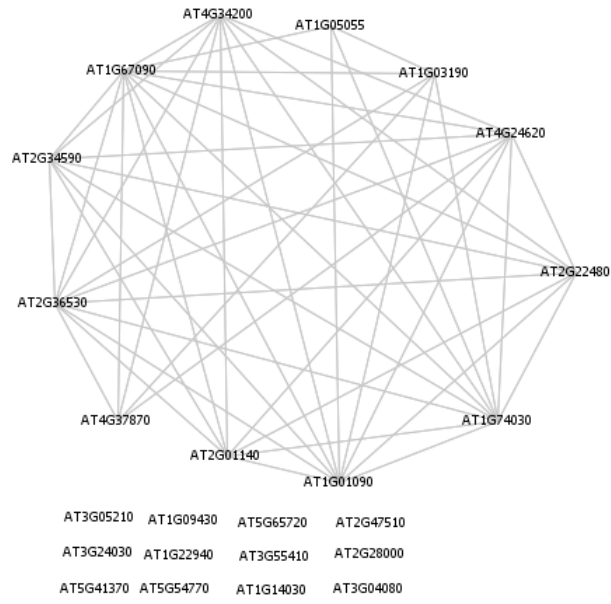 AT4G34200
AT1G05055
AT1G67090
AT1G03190
AT4G24620
AT2G34590
AT2G22480
AT2G36530
AT4G37870
AT1G74030
AT2G01140
AT1G01090
AT3G05210 AT1G09430 AT5G65720 AT2G47510
AT3G24030 AT1G22940 AT3G55410 AT2G28000
AT5G41370 AT5G54770 AT1G14030 AT3G04080